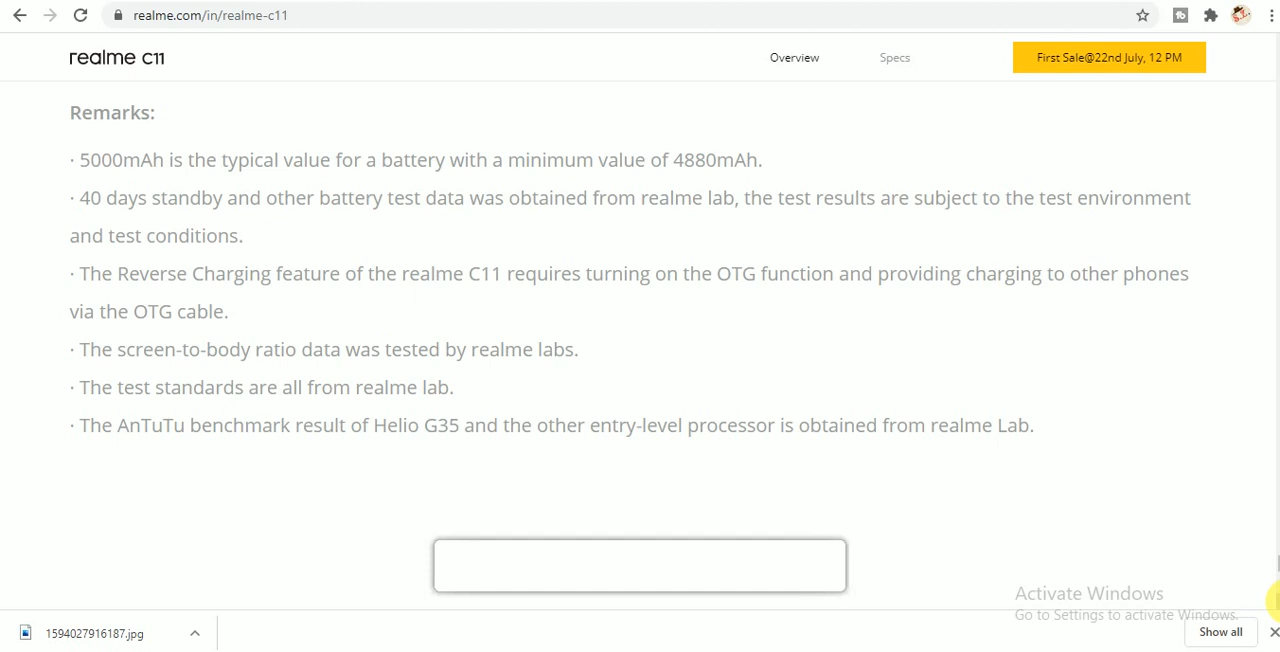 realme.com/in/realme-c11
realme C11
Overview
Specs
First Sale@22nd July, 12 PM
Remarks:
· 5000mAh is the typical value for a battery with a minimum value of 4880mAh.
· 40 days standby and other battery test data was obtained from realme lab, the test results are subject to the test environment
and test conditions.
· The Reverse Charging feature of the realme C11 requires turning on the OTG function and providing charging to other phones
via the OTG cable.
· The screen-to-body ratio data was tested by realme labs.
· The test standards are all from realme lab.
· The AnTuTu benchmark result of Helio G35 and the other entry-level processor is obtained from realme Lab.
Activate Windows
Go to Settings to activate Windows.
1594027916187.jpg
Show all